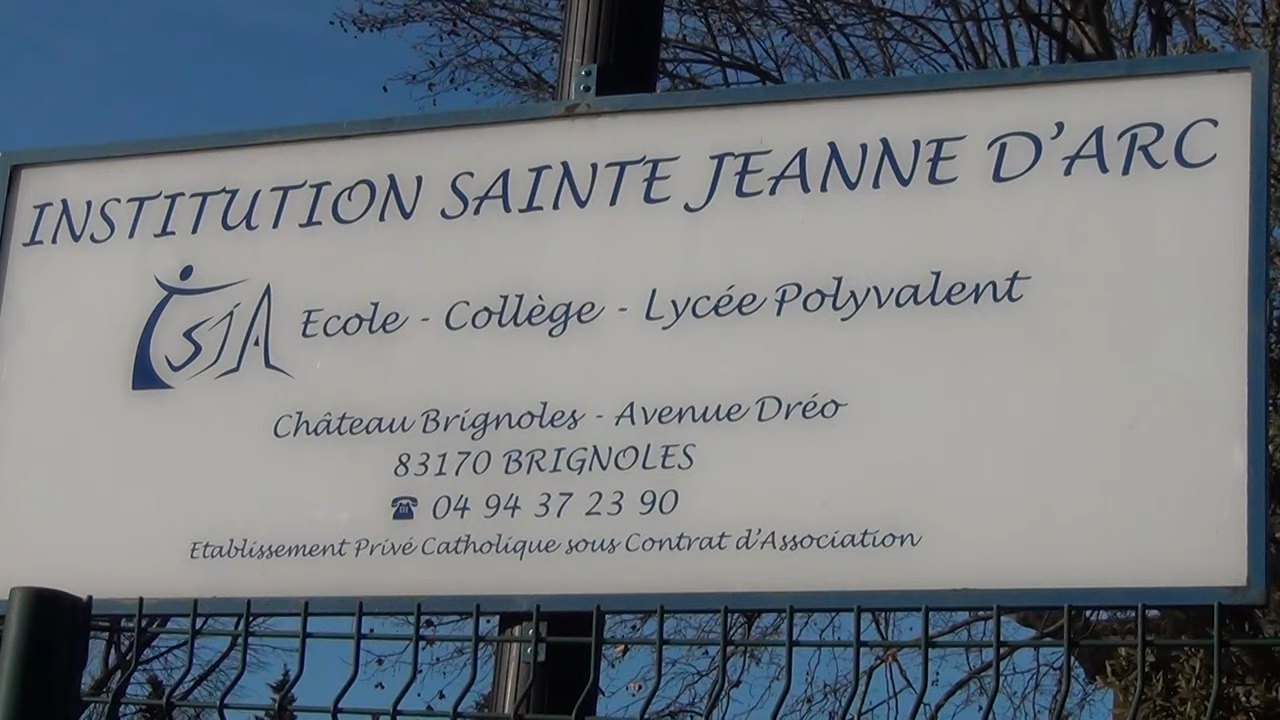 INSTITUTION SAINTE JEANNE D'ARC
SJA
Ecole - Collège - Lycée Polyvalent
Château Brignoles - Avenue Dréo
83170 BRIGNOLES
☎ 04 94 37 23 90
Etablissement Privé Catholique sous Contrat d'Association